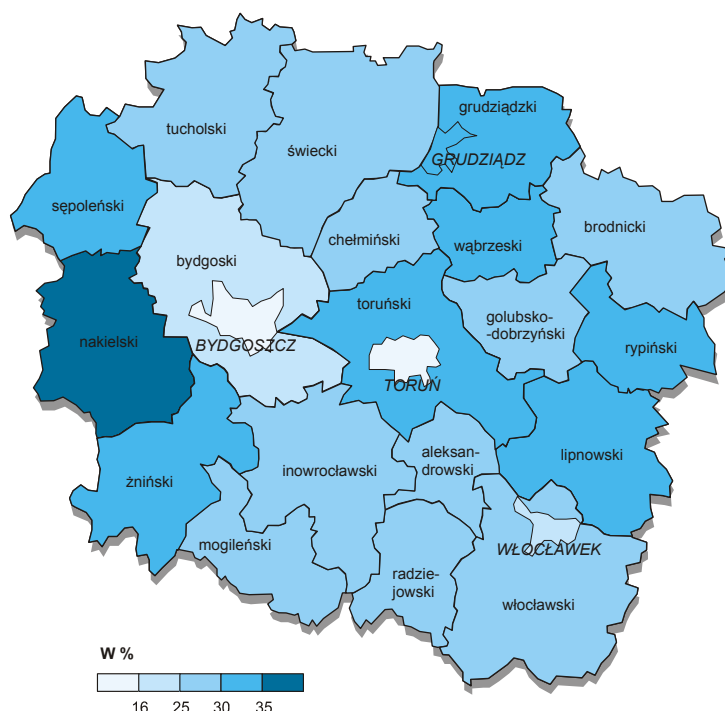 grudziądzki
tucholski
świecki
GRUDZIĄDZ
sępoleński
brodnicki
chełmiński
wąbrzeski
bydgoski
toruński
golubsko-
-dobrzyński
nakielski
BYDGOSZCZ
rypiński
TORUŃ
aleksan-
drowski
lipnowski
inowrocławski
żniński
mogileński
WŁOCŁAWEK
radzie-
jowski
włocławski
W %
16 25 30 35